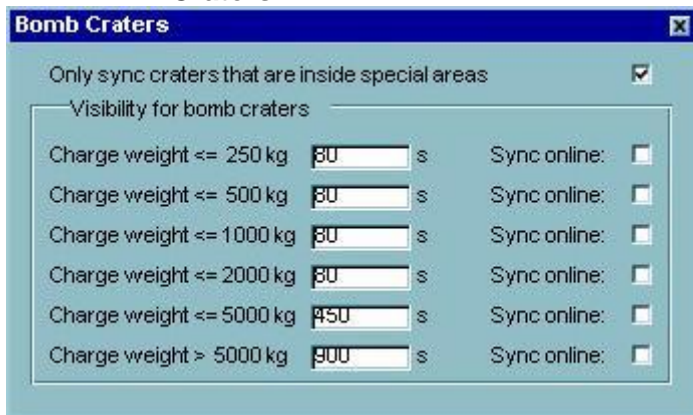 Bomb Craters
Only sync craters that are inside special areas
Visibility for bomb craters
Charge weight <= 250 kg 80 s Sync online:
Charge weight <= 500 kg 80 s Sync online:
Charge weight <= 1000 kg 80 s Sync online:
Charge weight <= 2000 kg 80 s Sync online:
Charge weight <= 5000 kg 450 s Sync online:
Charge weight > 5000 kg 900 s Sync online: